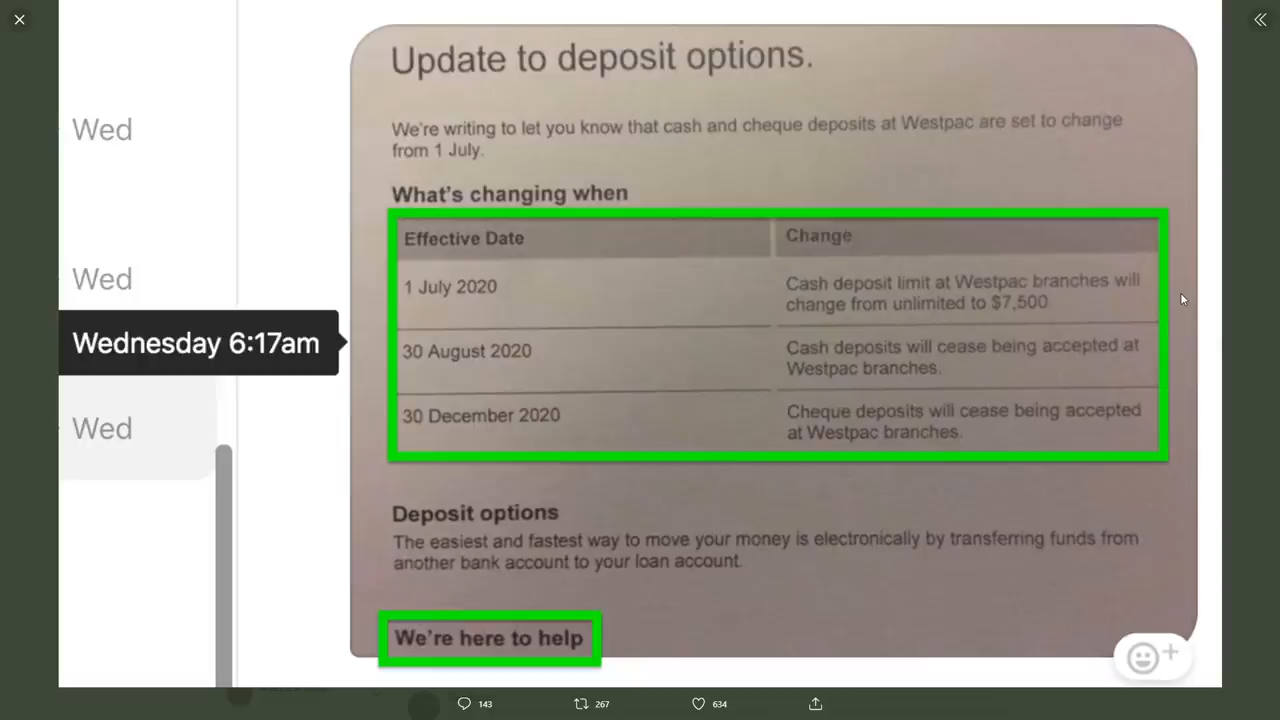 Update to deposit options.
We're writing to let you know that cash and cheque deposits at Westpac are set to change
from 1 July.
What's changing when
Effective Date
Change
1 July 2020
Cash deposit limit at Westpac branches will
change from unlimited to $7,500
30 August 2020
Cash deposits will cease being accepted at
Westpac branches.
30 December 2020
Cheque deposits will cease being accepted
at Westpac branches.
Deposit options
The easiest and fastest way to move your money is electronically by transferring funds from
another bank account to your loan account.
We're here to help
Wed
Wed
Wednesday 6:17am
Wed
143
267
634